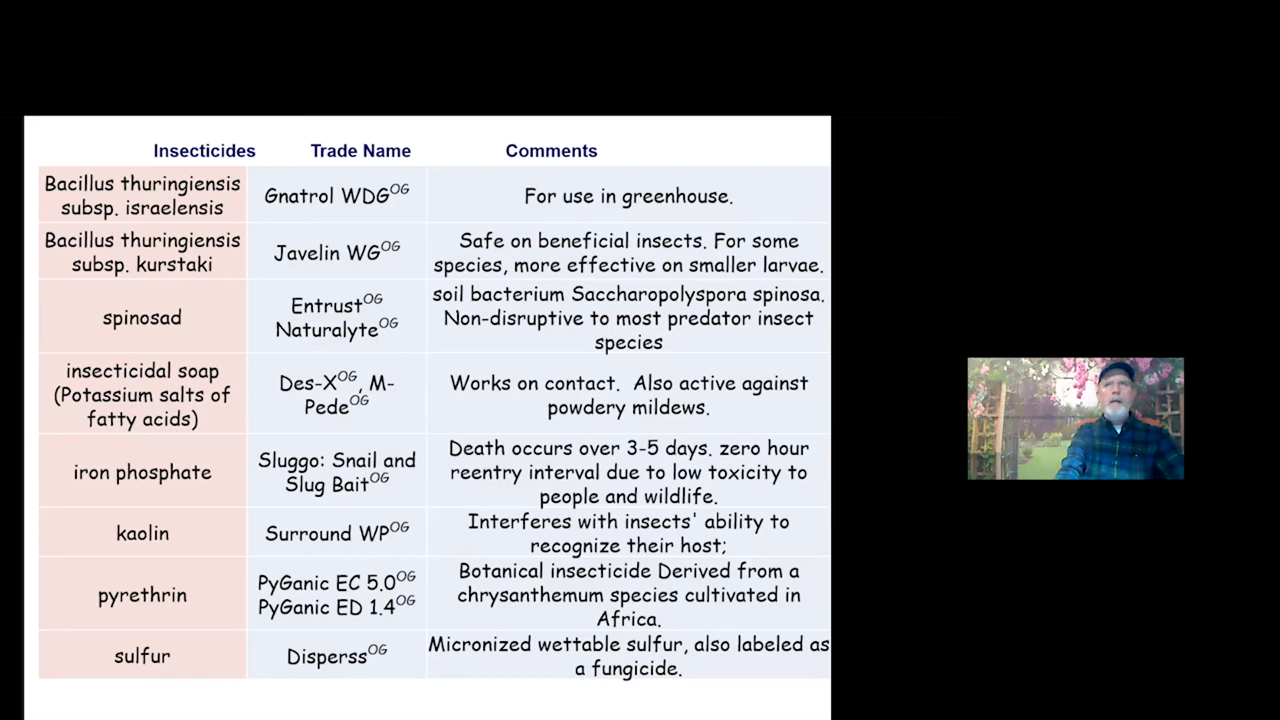 Insecticides Trade Name Comments
Bacillus thuringiensis
subsp. israelensis
Gnatrol WDGOG
For use in greenhouse.
Bacillus thuringiensis
subsp. kurstaki
Javelin WGOG
Safe on beneficial insects. For some
species, more effective on smaller larvae.
spinosad
EntrustOG
NaturalyteOG
soil bacterium Saccharopolyspora spinosa.
Non-disruptive to most predator insect
species
insecticidal soap
(Potassium salts of
fatty acids)
Des-XOG, M-
PedeOG
Works on contact. Also active against
powdery mildews.
iron phosphate
Sluggo: Snail and
Slug BaitOG
Death occurs over 3-5 days. zero hour
reentry interval due to low toxicity to
people and wildlife.
kaolin
Surround WPOG
Interferes with insects' ability to
recognize their host;
pyrethrin
PyGanic EC 5.0OG
PyGanic ED 1.4OG
Botanical insecticide Derived from a
chrysanthemum species cultivated in
Africa.
sulfur
DisperssOG
Micronized wettable sulfur, also labeled as
a fungicide.